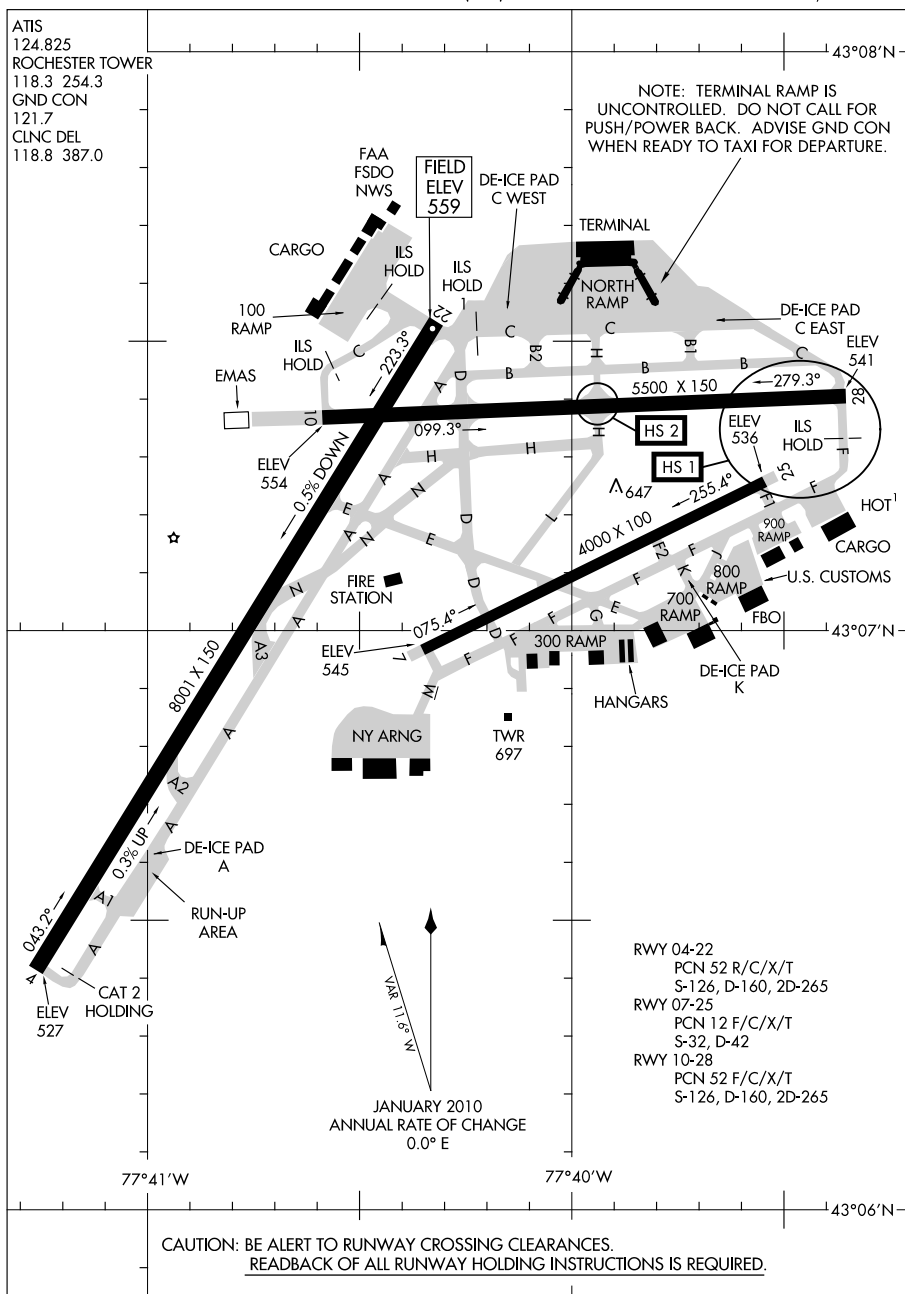 ATIS
124.825
ROCHESTER TOWER
118.3 254.3
GND CON
121.7
CLNC DEL
118.8 387.0
43°08'N
NOTE: TERMINAL RAMP IS
UNCONTROLLED. DO NOT CALL FOR
PUSH/POWER BACK. ADVISE GND CON
WHEN READY TO TAXI FOR DEPARTURE.
FAA
FSDO
NWS
FIELD
ELEV
559
DE-ICE PAD
C WEST
TERMINAL
CARGO
ILS
HOLD
ILS
HOLD
NORTH
RAMP
100
RAMP
DE-ICE PAD
C EAST
22
C
C
C
H
B2
B1
C
ILS
HOLD
223.3°
ELEV
541
EMAS
A
D
B
B
B
5500 X 150
279.3°
28
10
099.3°
HS 2
ELEV
536
ILS
HOLD
F
ELEV
554
0.5% DOWN
H
H
H
HS 1
25
A
N
647
255.4°
F1
F
HOT¹
E
A
D
L
4000 X 100
900
RAMP
CARGO
N
E
F2
F
J
800
RAMP
U.S. CUSTOMS
FIRE
STATION
D
F
K
N
A
075.4°
F
E
G
700
RAMP
FBO
43°07'N
A3
ELEV
545
7
D
F
F
F
300 RAMP
DE-ICE PAD
K
8001 X 150
W
HANGARS
A
NY ARNG
TWR
697
A2
0.3% UP
A
DE-ICE PAD
A
A1
RUN-UP
AREA
043.2°
A
4
CAT 2
HOLDING
ELEV
527
VAR 11.6° W
RWY 04-22
PCN 52 R/C/X/T
S-126, D-160, 2D-265
RWY 07-25
PCN 12 F/C/X/T
S-32, D-42
RWY 10-28
PCN 52 F/C/X/T
S-126, D-160, 2D-265
JANUARY 2010
ANNUAL RATE OF CHANGE
0.0° E
77°41'W
77°40'W
43°06'N
CAUTION: BE ALERT TO RUNWAY CROSSING CLEARANCES.
READBACK OF ALL RUNWAY HOLDING INSTRUCTIONS IS REQUIRED.